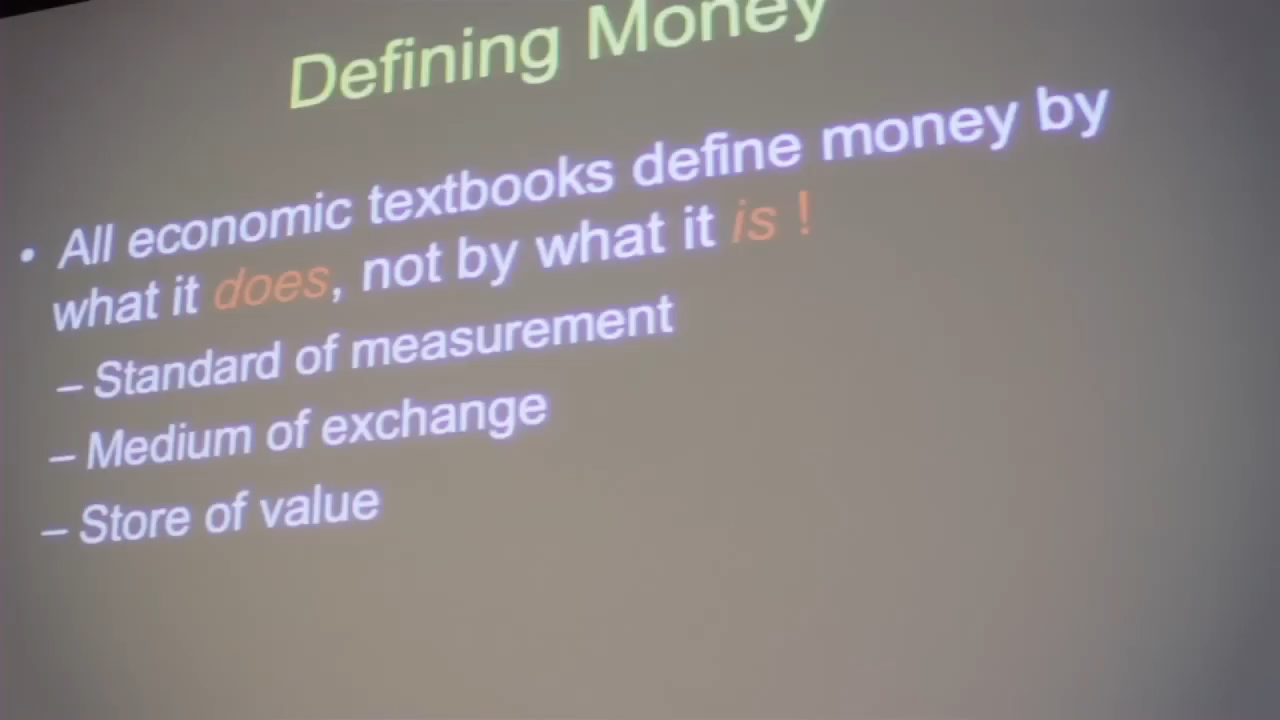 Defining Money
• All economic textbooks define money by
what it does, not by what it is !
– Standard of measurement
– Medium of exchange
– Store of value